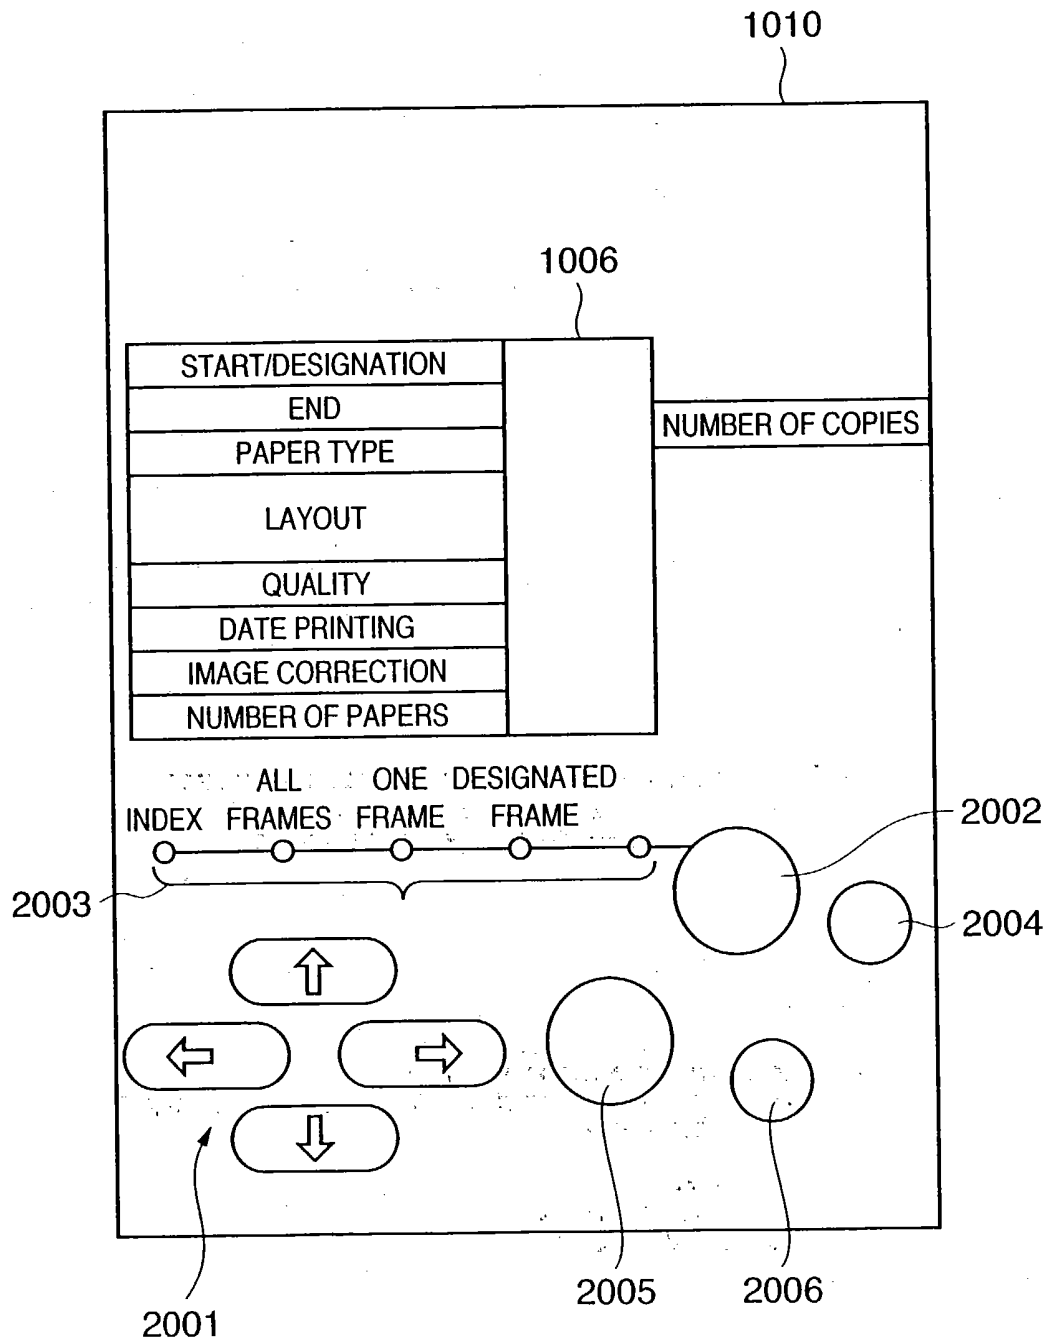 1010
1006
START/DESIGNATION
END
NUMBER OF COPIES
PAPER TYPE
LAYOUT
QUALITY
DATE PRINTING
IMAGE CORRECTION
NUMBER OF PAPERS
ALL ONE DESIGNATED
INDEX FRAMES FRAME FRAME
2002
2003
2004
2005
2006
2001